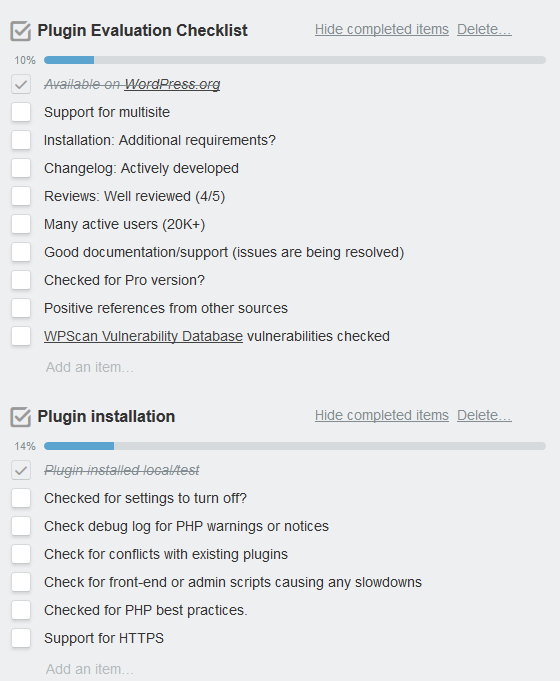 Plugin Evaluation Checklist Hide completed items Delete...
10%
Available on WordPress.org
Support for multisite
Installation: Additional requirements?
Changelog: Actively developed
Reviews: Well reviewed (4/5)
Many active users (20K+)
Good documentation/support (issues are being resolved)
Checked for Pro version?
Positive references from other sources
WPScan Vulnerability Database vulnerabilities checked
Add an item...
Plugin installation Hide completed items Delete...
14%
Plugin installed local/test
Checked for settings to turn off?
Check debug log for PHP warnings or notices
Check for conflicts with existing plugins
Check for front-end or admin scripts causing any slowdowns
Checked for PHP best practices.
Support for HTTPS
Add an item...